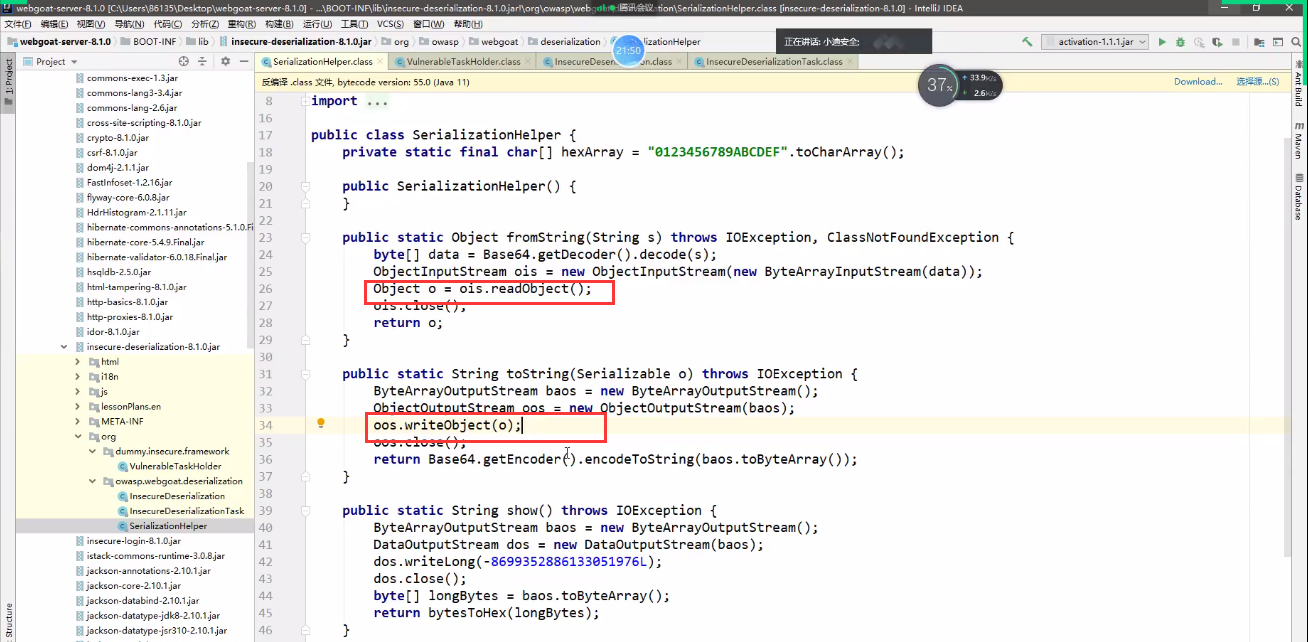 webgoat-server-8.1.0 [C:\Users\86135\Desktop\webgoat-server-8.1.0] - ...\BOOT-INF\lib\insecure-deserialization-8.1.0.jar!\org\owasp\webg 腾讯会议 ation\SerializationHelper.class [insecure-deserialization-8.1.0] - IntelliJ IDEA
文件(F) 编辑(E) 视图(V) 导航(N) 代码(C) 分析(Z) 重构(R) 构建(B) 运行(U) 工具(T) VCS(S) 窗口(W) 帮助(H)
webgoat-server-8.1.0 BOOT-INF lib insecure-deserialization-8.1.0.jar org owasp webgoat deserialization lizationHelper
正在讲话: 小迪安全:
activation-1.1.1.jar
21:50
Project
SerializationHelper.class VulnerableTaskHolder.class InsecureDeserialization.class InsecureDeserializationTask.class
反编译 .class 文件, bytecode version: 55.0 (Java 11)
Download... 选择源...(S)
37% 33.9K/s
2.6K/s
1: Project
Structure
Ant Build
Maven
Database
commons-exec-1.3.jar
commons-lang3-3.4.jar
commons-lang-2.6.jar
cross-site-scripting-8.1.0.jar
crypto-8.1.0.jar
csrf-8.1.0.jar
dom4j-2.1.1.jar
FastInfoset-1.2.16.jar
flyway-core-6.0.8.jar
HdrHistogram-2.1.11.jar
hibernate-commons-annotations-5.1.0.Fi
hibernate-core-5.4.9.Final.jar
hibernate-validator-6.0.18.Final.jar
hsqldb-2.5.0.jar
html-tampering-8.1.0.jar
http-basics-8.1.0.jar
http-proxies-8.1.0.jar
idor-8.1.0.jar
insecure-deserialization-8.1.0.jar
html
i18n
js
lessonPlans.en
META-INF
org
dummy.insecure.framework
VulnerableTaskHolder
owasp.webgoat.deserialization
InsecureDeserialization
InsecureDeserializationTask
SerializationHelper
insecure-login-8.1.0.jar
istack-commons-runtime-3.0.8.jar
jackson-annotations-2.10.1.jar
jackson-core-2.10.1.jar
jackson-databind-2.10.1.jar
jackson-datatype-jdk8-2.10.1.jar
jackson-datatype-jsr310-2.10.1.jar
8 import ...
16
17 public class SerializationHelper {
18 private static final char[] hexArray = "0123456789ABCDEF".toCharArray();
19
20 public SerializationHelper() {
21 }
22
23 public static Object fromString(String s) throws IOException, ClassNotFoundException {
24 byte[] data = Base64.getDecoder().decode(s);
25 ObjectInputStream ois = new ObjectInputStream(new ByteArrayInputStream(data));
26 Object o = ois.readObject();
27 ois.close();
28 return o;
29 }
30
31 public static String toString(Serializable o) throws IOException {
32 ByteArrayOutputStream baos = new ByteArrayOutputStream();
33 ObjectOutputStream oos = new ObjectOutputStream(baos);
34 oos.writeObject(o);
35 oos.close();
36 return Base64.getEncoder().encodeToString(baos.toByteArray());
37 }
38
39 public static String show() throws IOException {
40 ByteArrayOutputStream baos = new ByteArrayOutputStream();
41 DataOutputStream dos = new DataOutputStream(baos);
42 dos.writeLong(-8699352886133051976L);
43 dos.close();
44 byte[] longBytes = baos.toByteArray();
45 return bytesToHex(longBytes);
46 }